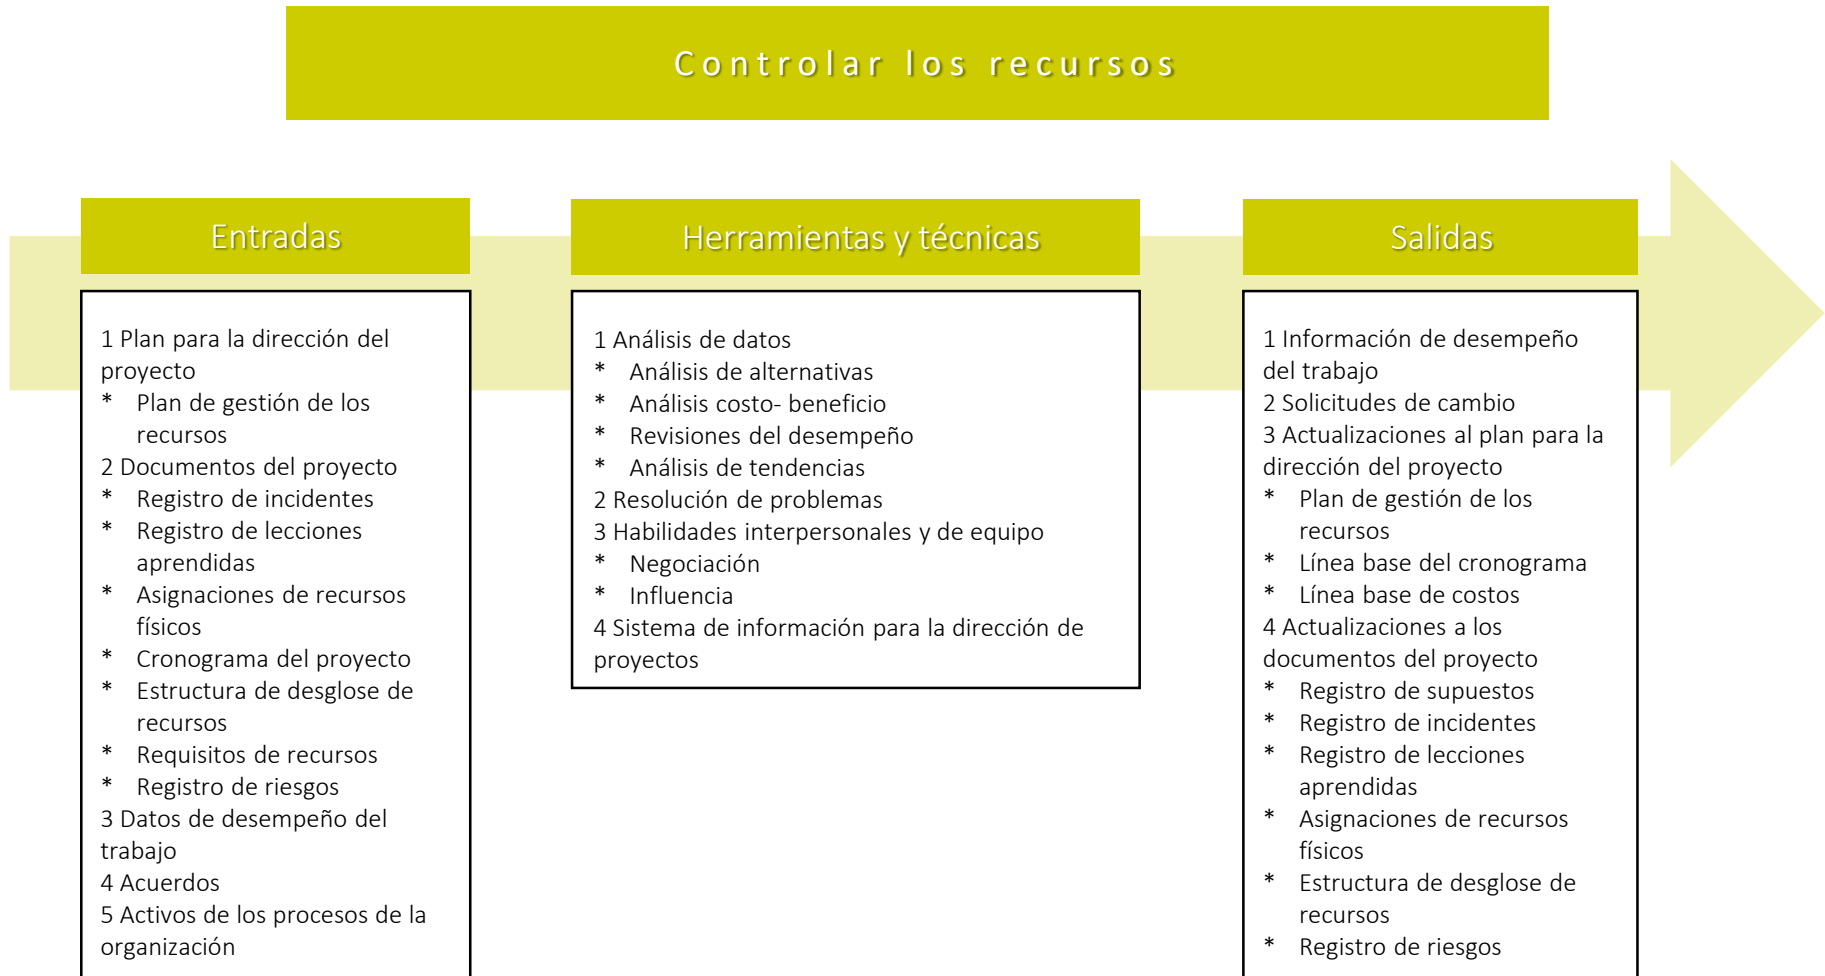 Controlar los recursos
Entradas
1 Plan para la dirección del
proyecto
* Plan de gestión de los
recursos
2 Documentos del proyecto
* Registro de incidentes
* Registro de lecciones
aprendidas
* Asignaciones de recursos
físicos
* Cronograma del proyecto
* Estructura de desglose de
recursos
* Requisitos de recursos
* Registro de riesgos
3 Datos de desempeño del
trabajo
4 Acuerdos
5 Activos de los procesos de la
organización
Herramientas y técnicas
1 Análisis de datos
* Análisis de alternativas
* Análisis costo- beneficio
* Revisiones del desempeño
* Análisis de tendencias
2 Resolución de problemas
3 Habilidades interpersonales y de equipo
* Negociación
* Influencia
4 Sistema de información para la dirección de
proyectos
Salidas
1 Información de desempeño
del trabajo
2 Solicitudes de cambio
3 Actualizaciones al plan para la
dirección del proyecto
* Plan de gestión de los
recursos
* Línea base del cronograma
* Línea base de costos
4 Actualizaciones a los
documentos del proyecto
* Registro de supuestos
* Registro de incidentes
* Registro de lecciones
aprendidas
* Asignaciones de recursos
físicos
* Estructura de desglose de
recursos
* Registro de riesgos